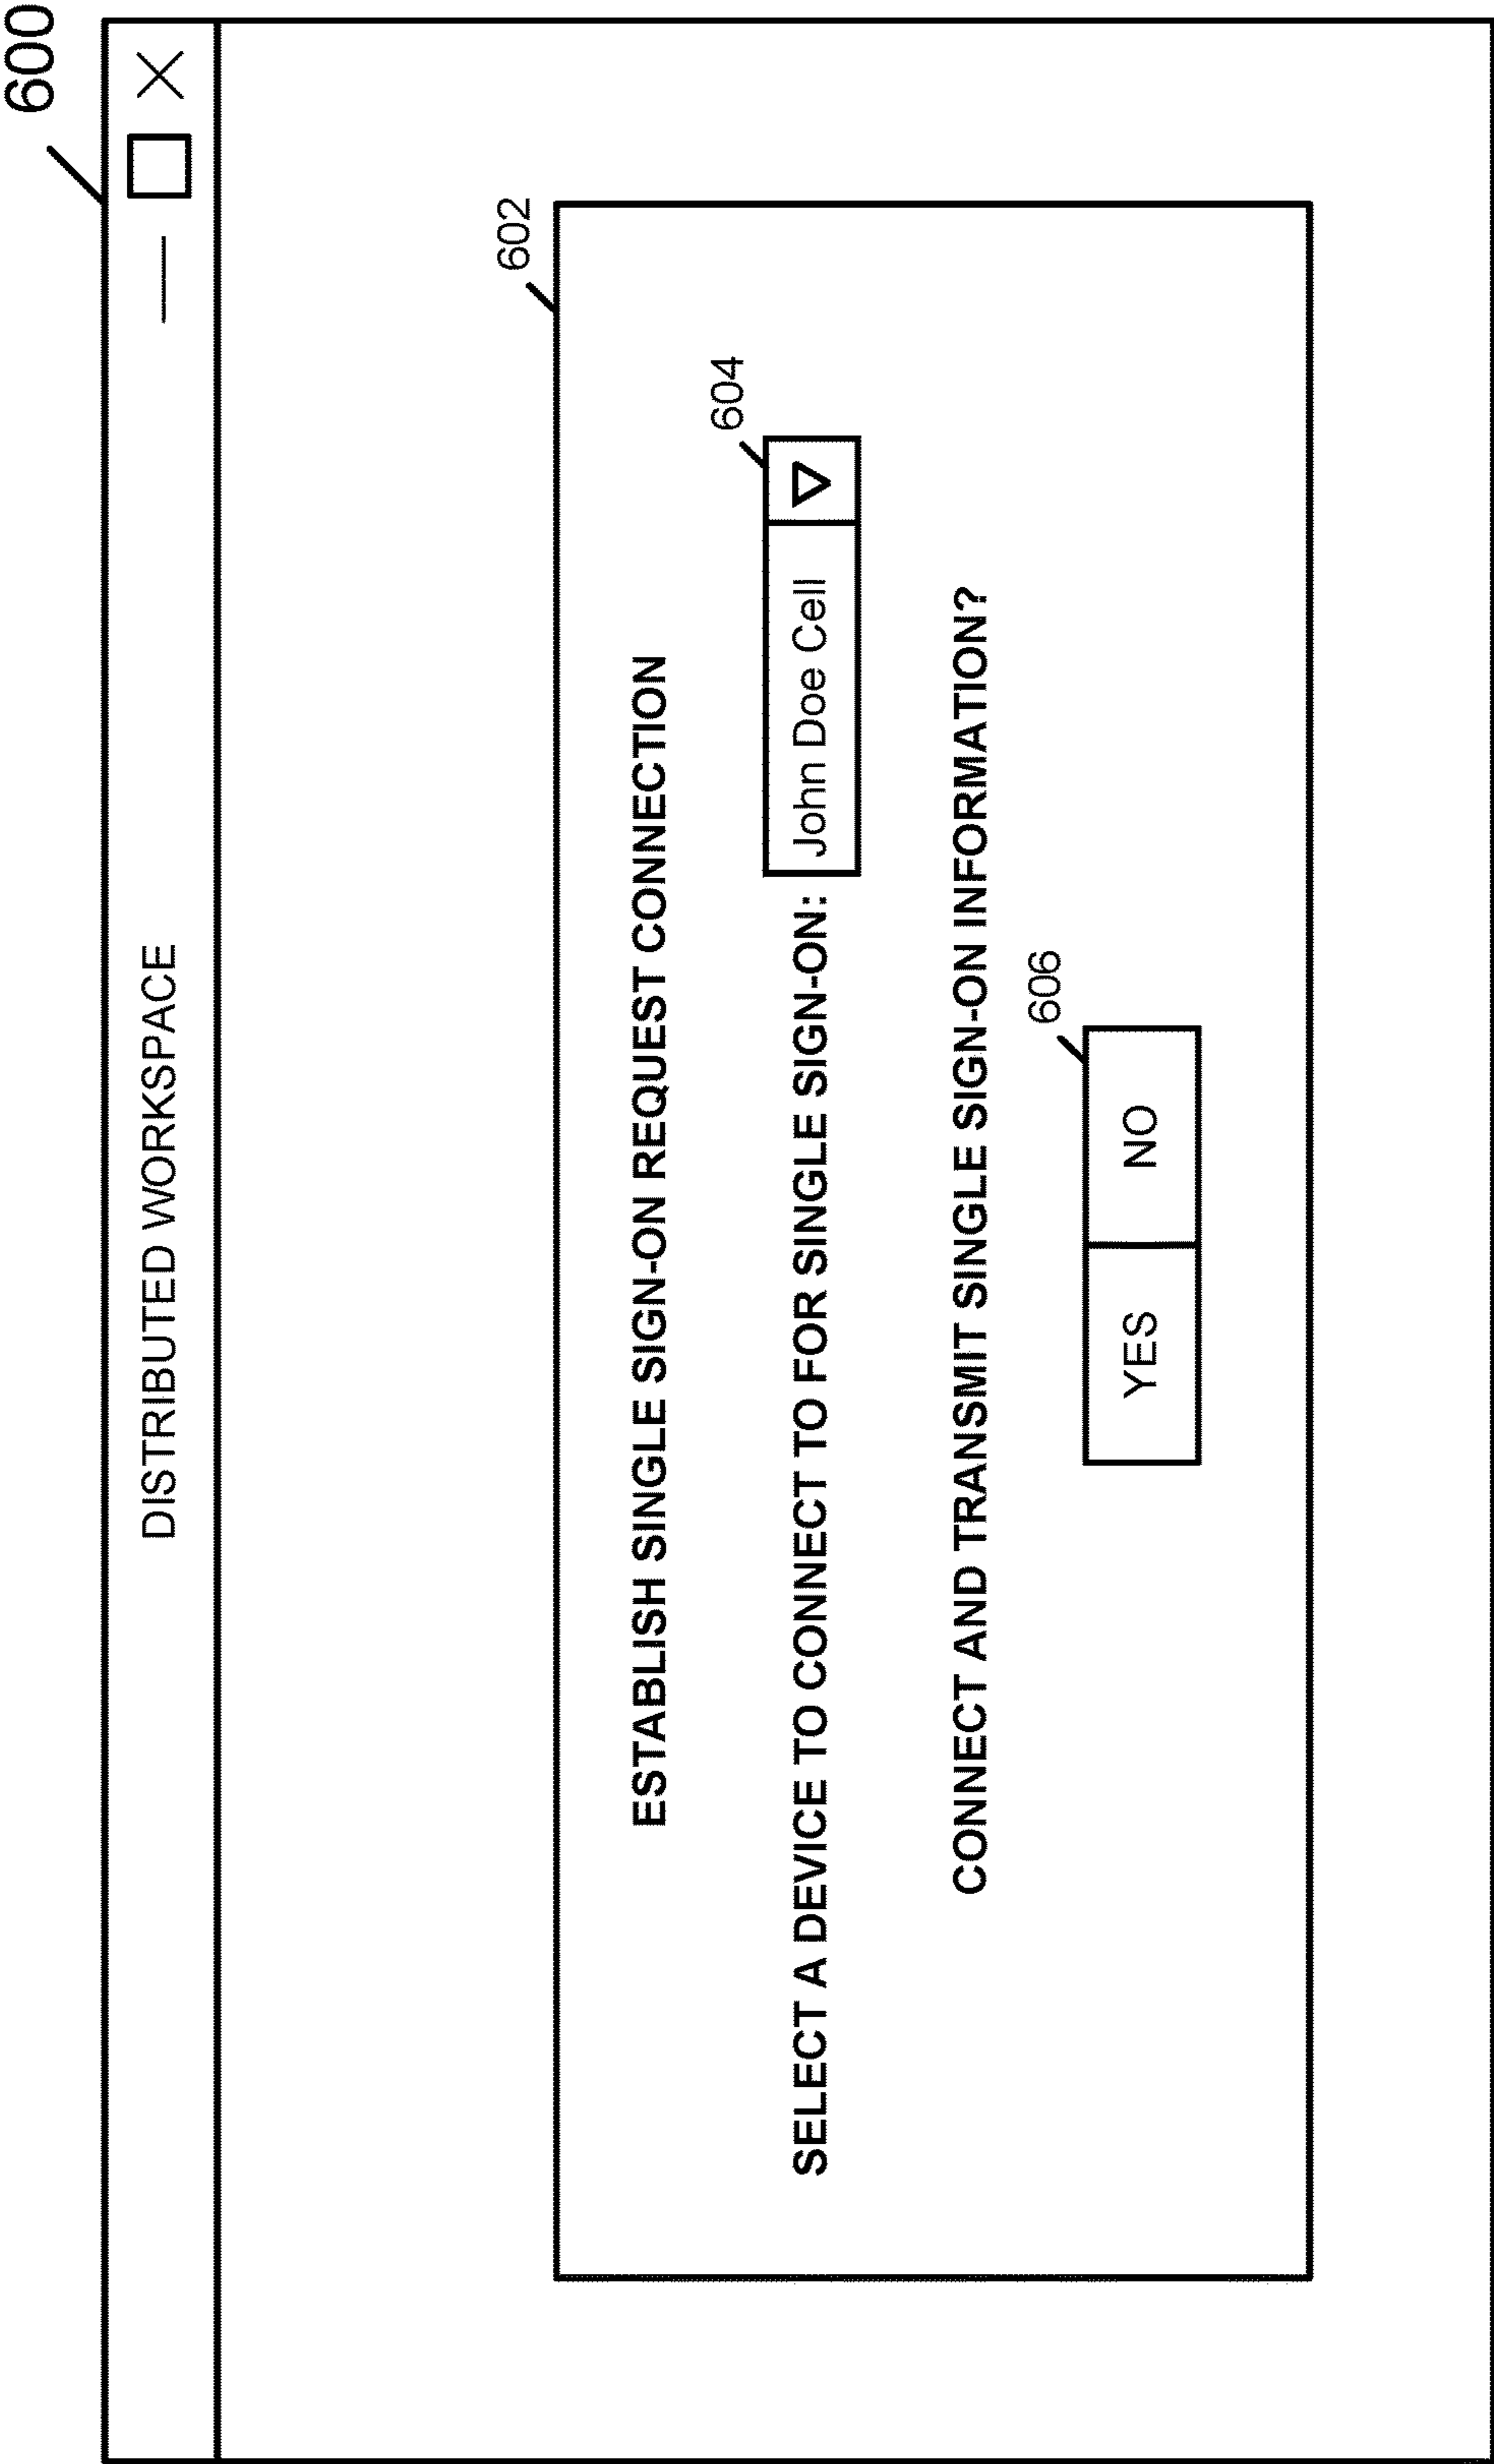 600
DISTRIBUTED WORKSPACE
602
ESTABLISH SINGLE SIGN-ON REQUEST CONNECTION
604
SELECT A DEVICE TO CONNECT TO FOR SINGLE SIGN-ON: John Doe Cell
CONNECT AND TRANSMIT SINGLE SIGN-ON INFORMATION?
606
YES NO